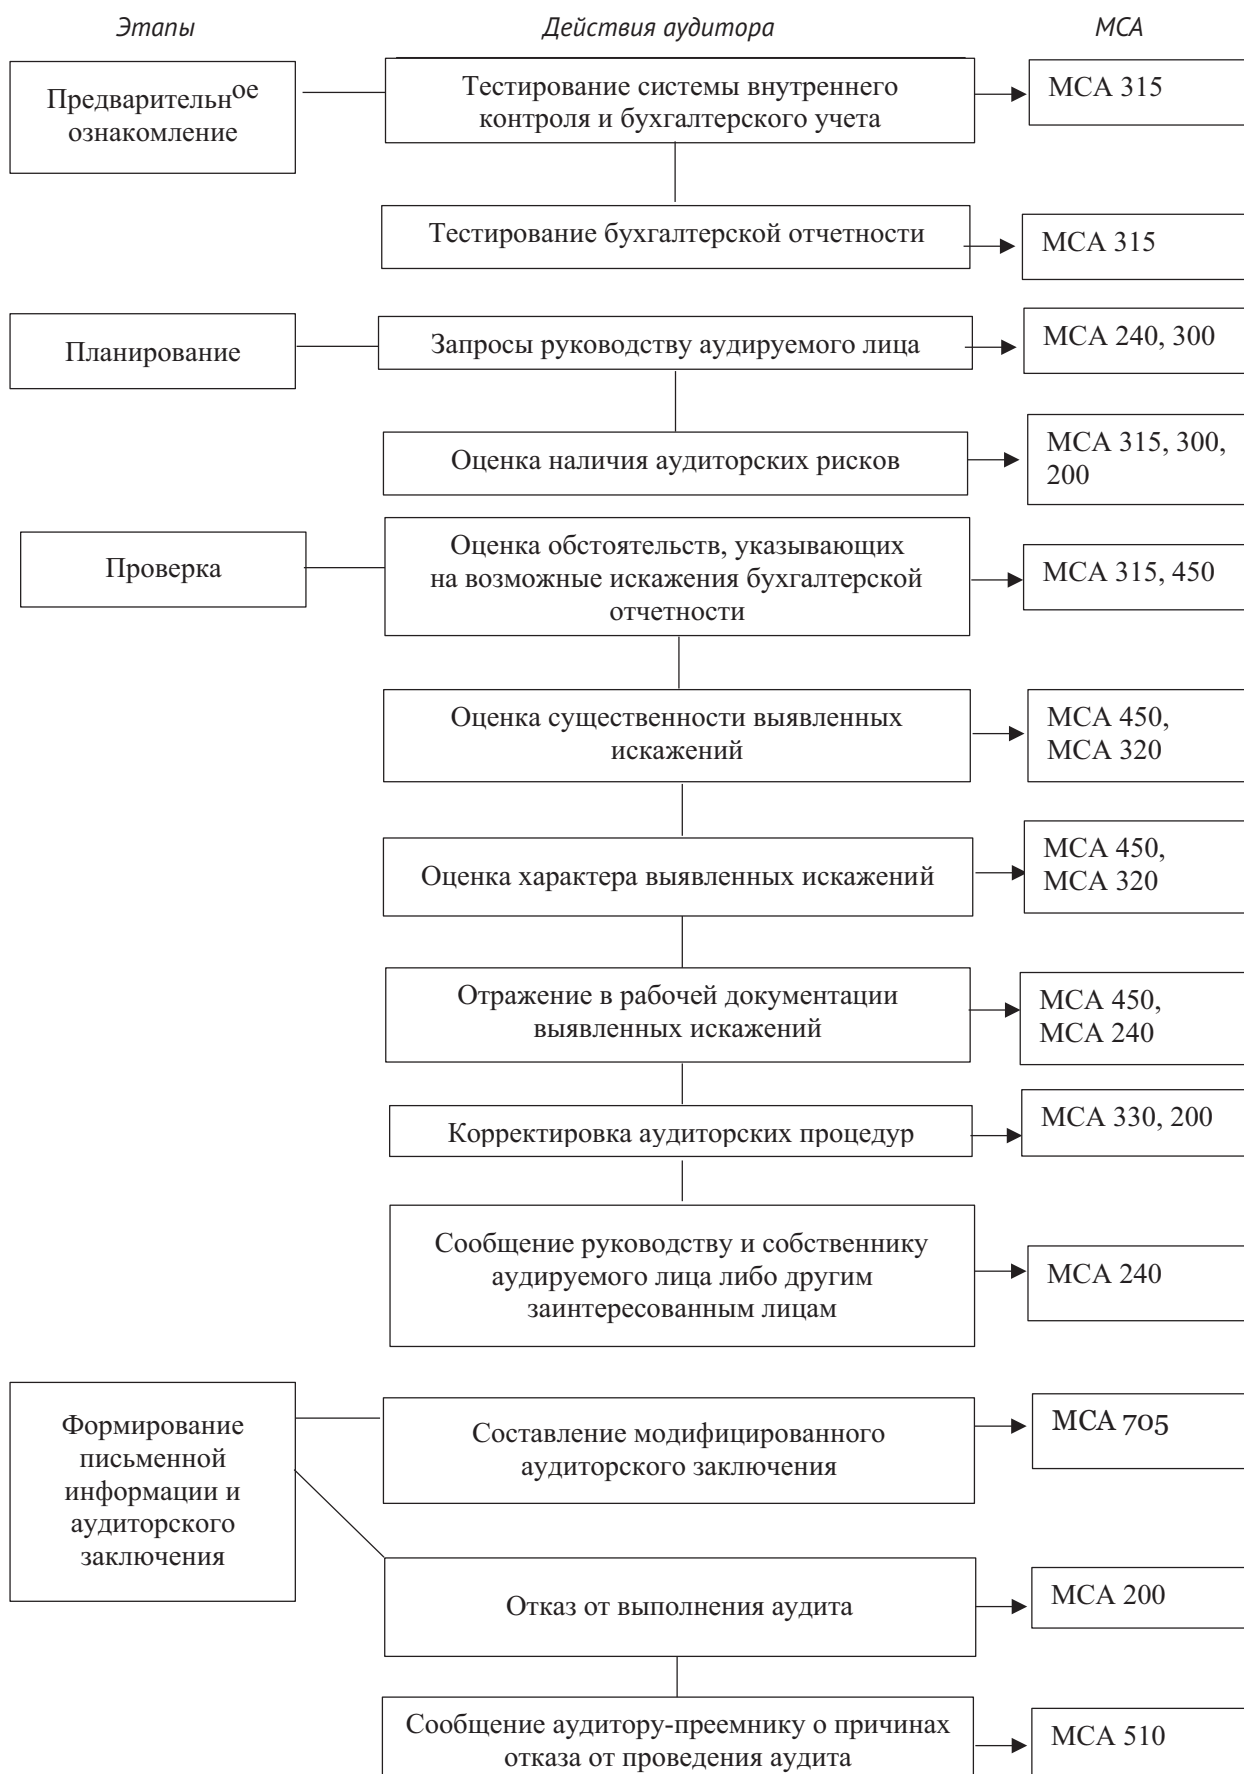 Этапы
Действия аудитора
МСА
Предварительное
ознакомление
Тестирование системы внутреннего
контроля и бухгалтерского учета
МСА 315
Тестирование бухгалтерской отчетности
МСА 315
Планирование
Запросы руководству аудируемого лица
МСА 240, 300
Оценка наличия аудиторских рисков
МСА 315, 300,
200
Проверка
Оценка обстоятельств, указывающих
на возможные искажения бухгалтерской
отчетности
МСА 315, 450
Оценка существенности выявленных
искажений
МСА 450,
МСА 320
Оценка характера выявленных искажений
МСА 450,
МСА 320
Отражение в рабочей документации
выявленных искажений
МСА 450,
МСА 240
Корректировка аудиторских процедур
МСА 330, 200
Сообщение руководству и собственнику
аудируемого лица либо другим
заинтересованным лицам
МСА 240
Формирование
письменной
информации и
аудиторского
заключения
Составление модифицированного
аудиторского заключения
МСА 705
Отказ от выполнения аудита
МСА 200
Сообщение аудитору-преемнику о причинах
отказа от проведения аудита
МСА 510